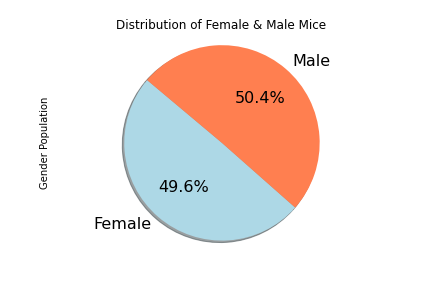 Distribution of Female & Male Mice
Male
50.4%
Gender Population
49.6%
Female